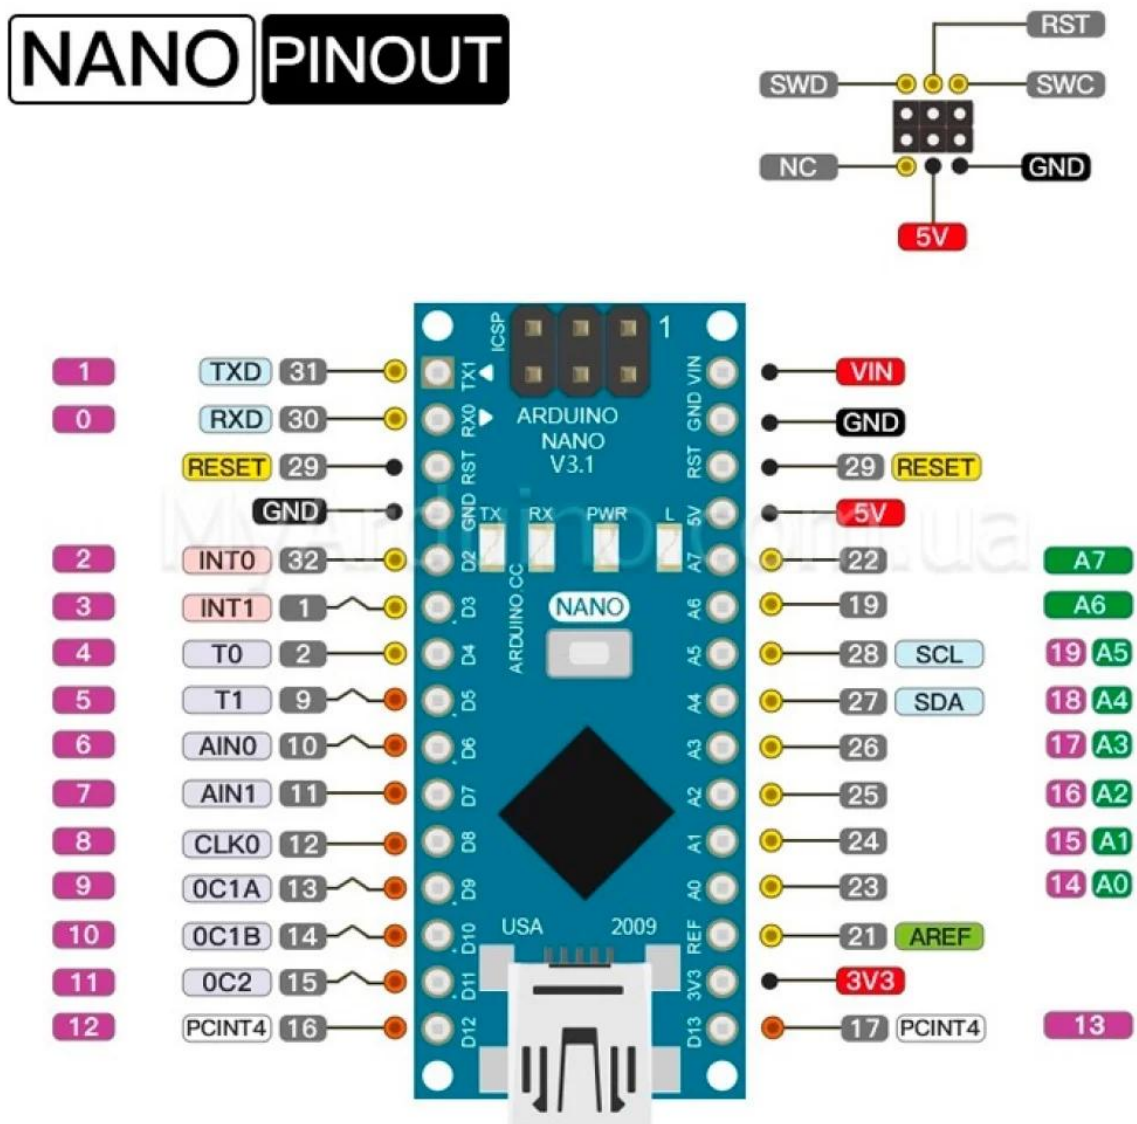 NANO PINOUT
RST
SWD SWC
NC GND
5V
ICSP 1
1 TXD 31 TX1 VIN VIN
0 RXD 30 RX0 GND GND
ARDUINO
NANO
V3.1
RESET 29 RST RST 29 RESET
GND GND 5V 5V
TX RX PWR L
MyArduino.com.ua
2 INT0 32 D2 A7 22 A7
3 INT1 1 D3 A6 19 A6
ARDUINO.CC
NANO
4 T0 2 D4 A5 28 SCL 19 A5
5 T1 9 D5 A4 27 SDA 18 A4
6 AIN0 10 D6 A3 26 17 A3
7 AIN1 11 D7 A2 25 16 A2
8 CLK0 12 D8 A1 24 15 A1
9 0C1A 13 D9 A0 23 14 A0
USA 2009
10 0C1B 14 D10 REF 21 AREF
11 0C2 15 D11 3V3 3V3
12 PCINT4 16 D12 D13 17 PCINT4 13